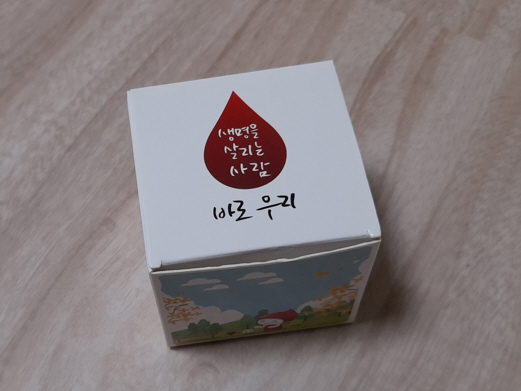 생명을
살리는
사람
바로 우리